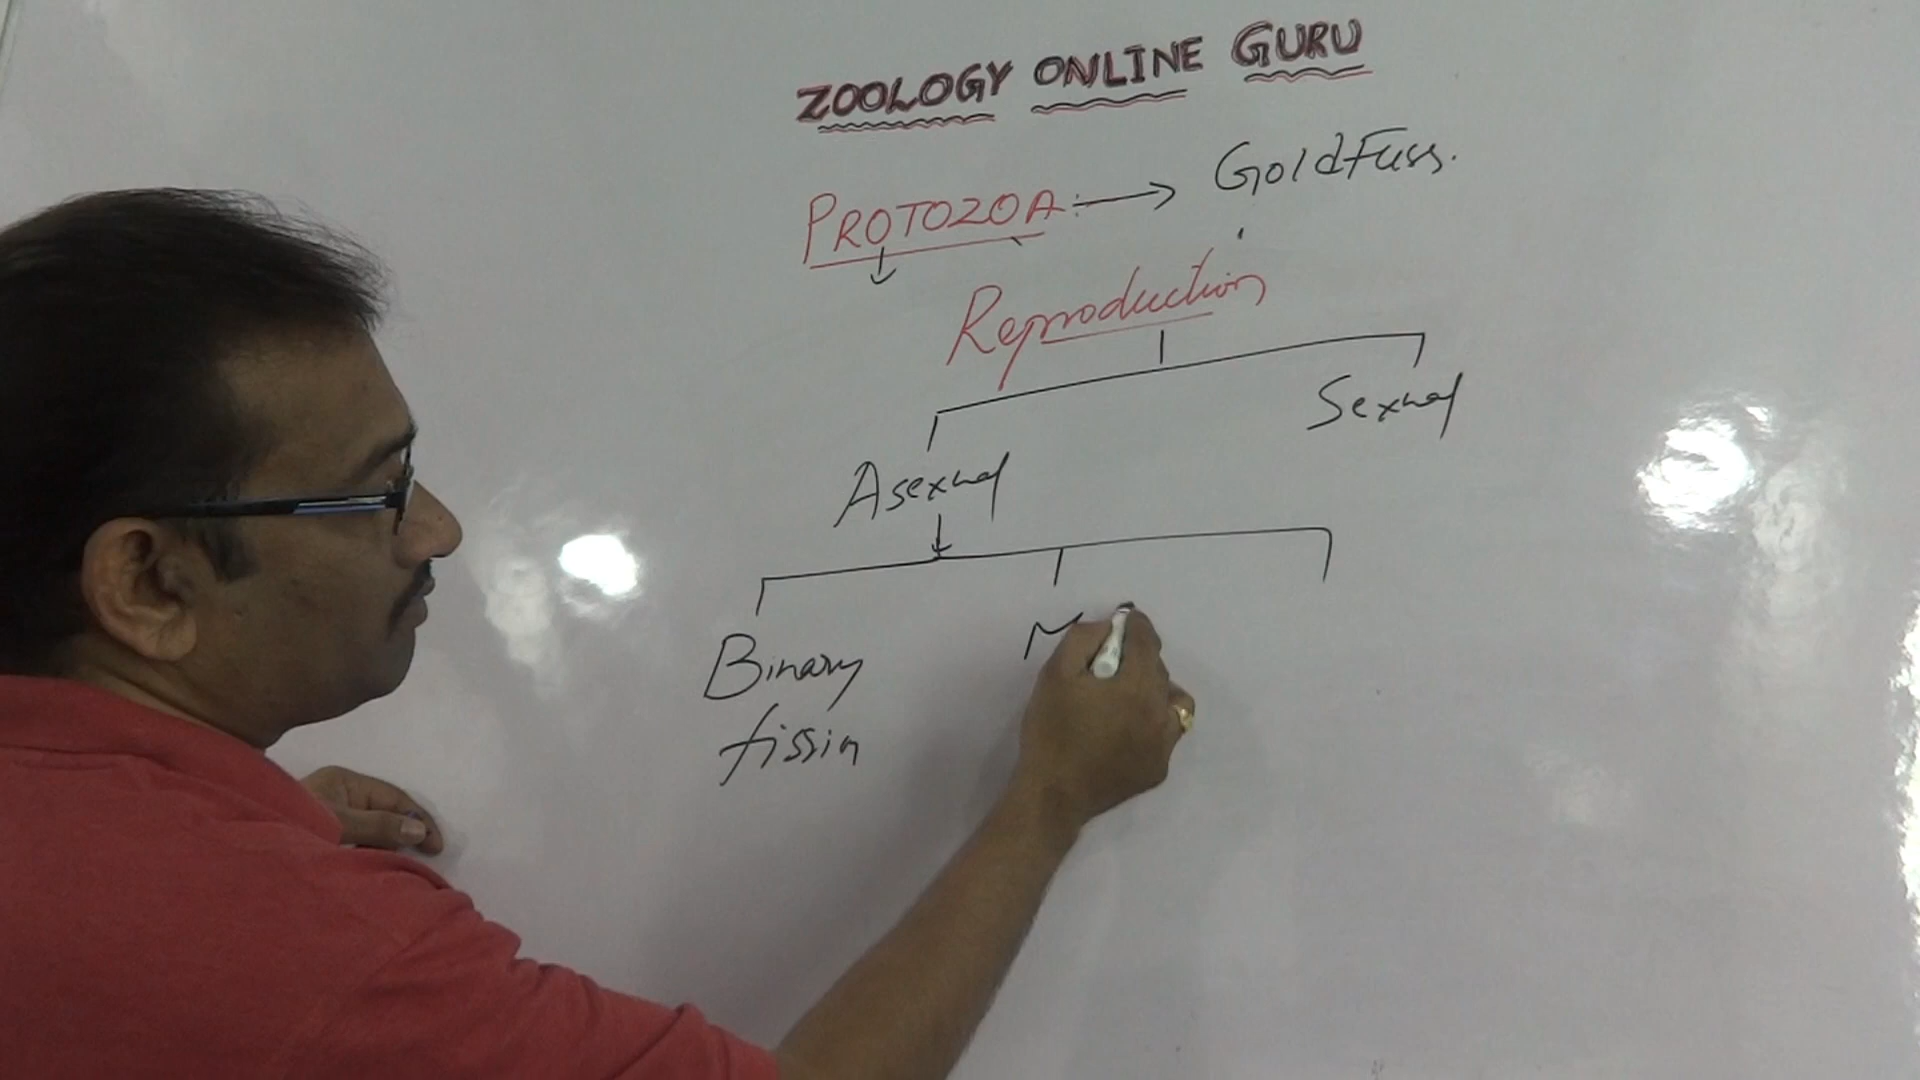 ZOOLOGY ONLINE GURU
PROTOZOA: → GoldFuss.
Reproduction
Asexual Sexual
Binary M
fission